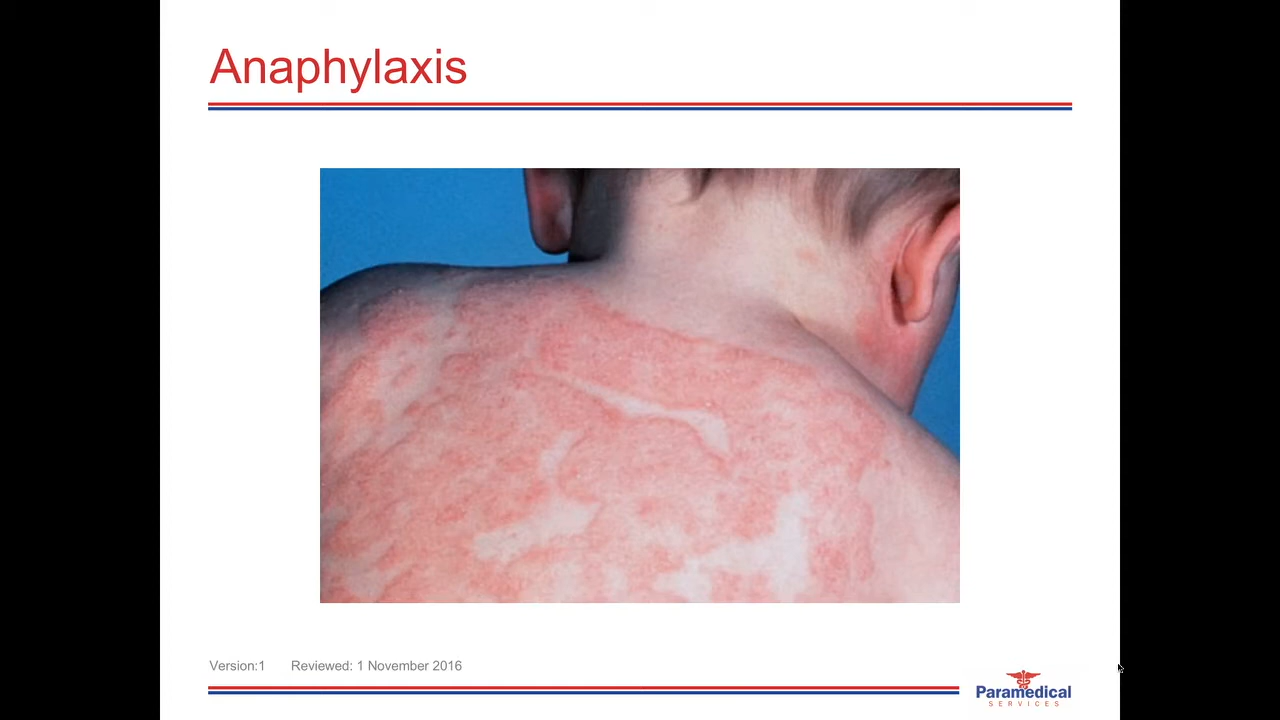 Anaphylaxis
Version:1 Reviewed: 1 November 2016
Paramedical
SERVICES